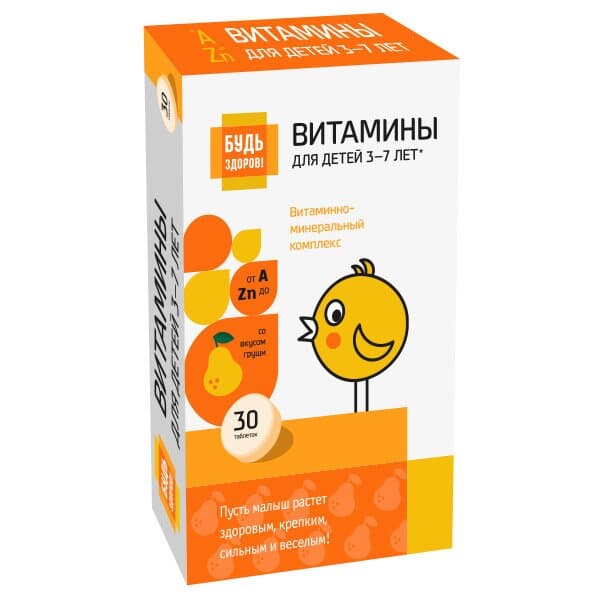 A
Zn
ВИТАМИНЫ
ДЛЯ ДЕТЕЙ 3–7 ЛЕТ*
30
таблеток
ВИТАМИНЫ
ДЛЯ ДЕТЕЙ 3–7 ЛЕТ*
БУДЬ
ЗДОРОВ!
БУДЬ
ЗДОРОВ!
ВИТАМИНЫ
ДЛЯ ДЕТЕЙ 3–7 ЛЕТ*
Витаминно-
минеральный
комплекс
от A
Zn до
со
вкусом
груши
30
таблеток
Пусть малыш растет
здоровым, крепким,
сильным и веселым!